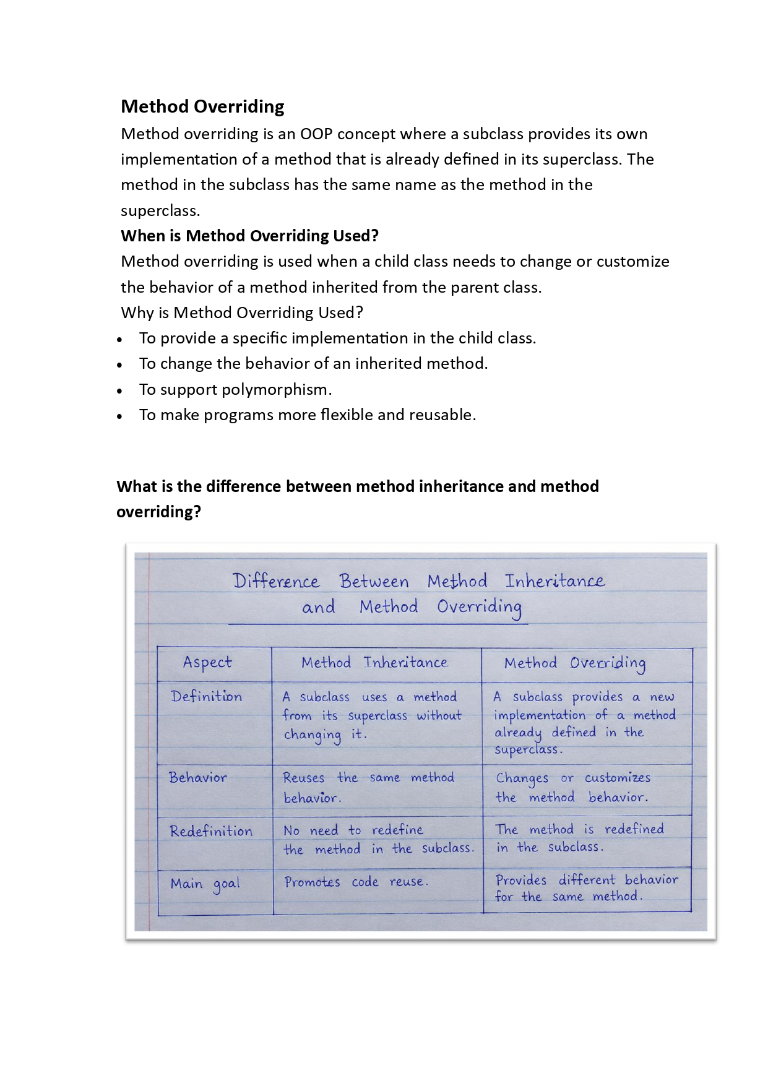 Method Overriding
Method overriding is an OOP concept where a subclass provides its own
implementation of a method that is already defined in its superclass. The
method in the subclass has the same name as the method in the
superclass.
When is Method Overriding Used?
Method overriding is used when a child class needs to change or customize
the behavior of a method inherited from the parent class.
Why is Method Overriding Used?
• To provide a specific implementation in the child class.
• To change the behavior of an inherited method.
• To support polymorphism.
• To make programs more flexible and reusable.
What is the difference between method inheritance and method
overriding?
Difference Between Method Inheritance
and Method Overriding
Aspect Method Inheritance Method Overriding
Definition A subclass uses a method A subclass provides a new
from its superclass without implementation of a method
changing it. already defined in the
superclass.
Behavior Reuses the same method Changes or customizes
behavior. the method behavior.
Redefinition No need to redefine The method is redefined
the method in the subclass. in the subclass.
Main goal Promotes code reuse. Provides different behavior
for the same method.